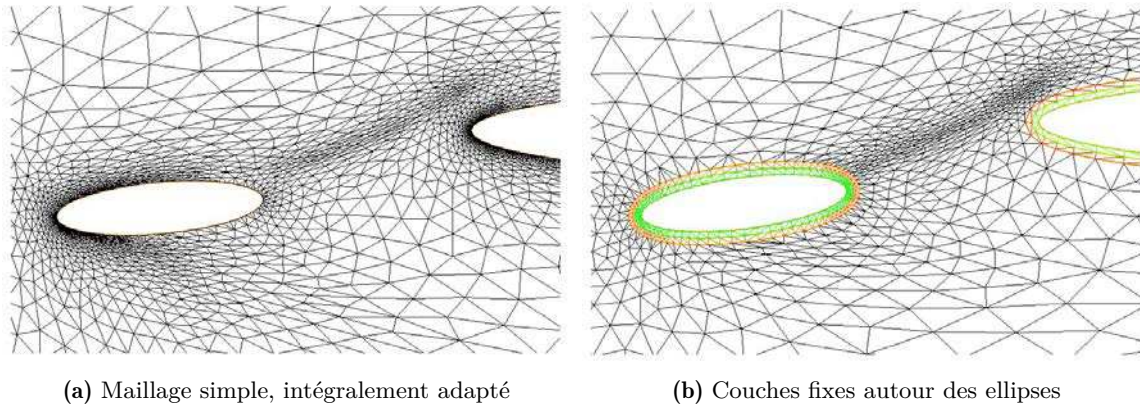 (a) Maillage simple, intégralement adapté
(b) Couches fixes autour des ellipses